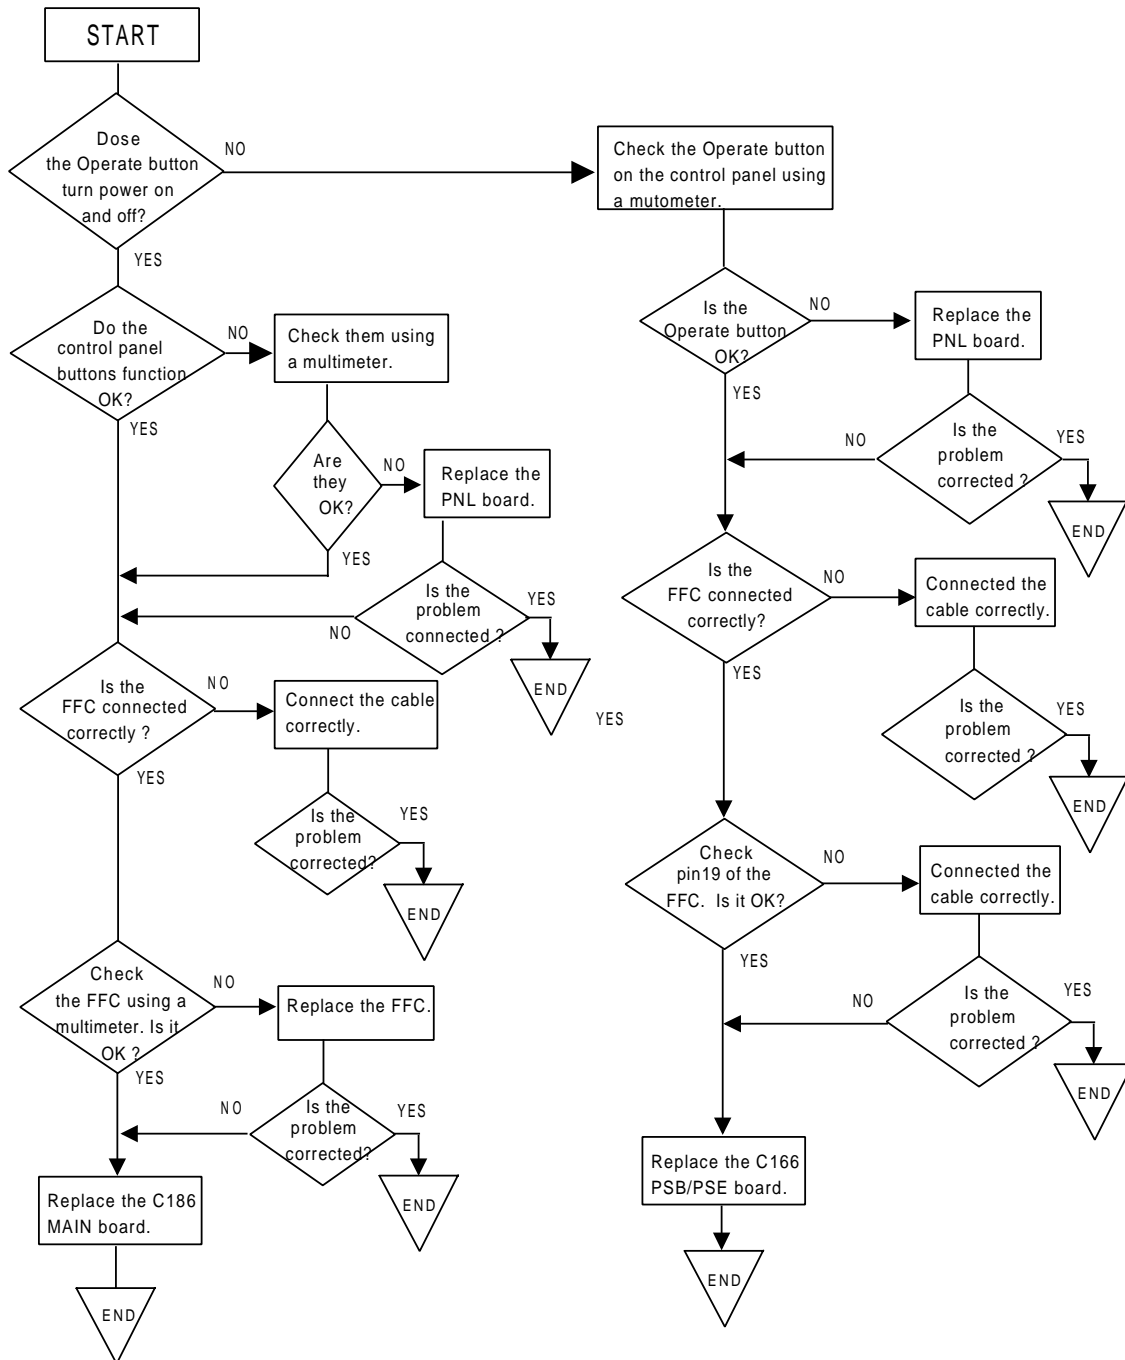 START
Dose
the Operate button
turn power on
and off?
NO
YES
Check the Operate button
on the control panel using
a mutometer.
Do the
control panel
buttons function
OK?
NO
YES
Check them using
a multimeter.
Are
they
OK?
NO
YES
Replace the
PNL board.
Is the
problem
connected ?
YES
NO
END
Is the
Operate button
OK?
NO
YES
Replace the
PNL board.
Is the
problem
corrected ?
YES
NO
END
Is the
FFC connected
correctly ?
NO
YES
Connect the cable
correctly.
Is the
problem
corrected?
YES
END
YES
Is the
FFC connected
correctly?
NO
YES
Connected the
cable correctly.
Is the
problem
corrected ?
YES
END
Check
the FFC using a
multimeter. Is it
OK ?
NO
YES
Replace the FFC.
Is the
problem
corrected?
NO
YES
END
Replace the C186
MAIN board.
END
Check
pin19 of the
FFC. Is it OK?
NO
YES
Connected the
cable correctly.
Is the
problem
corrected ?
NO
YES
END
Replace the C166
PSB/PSE board.
END